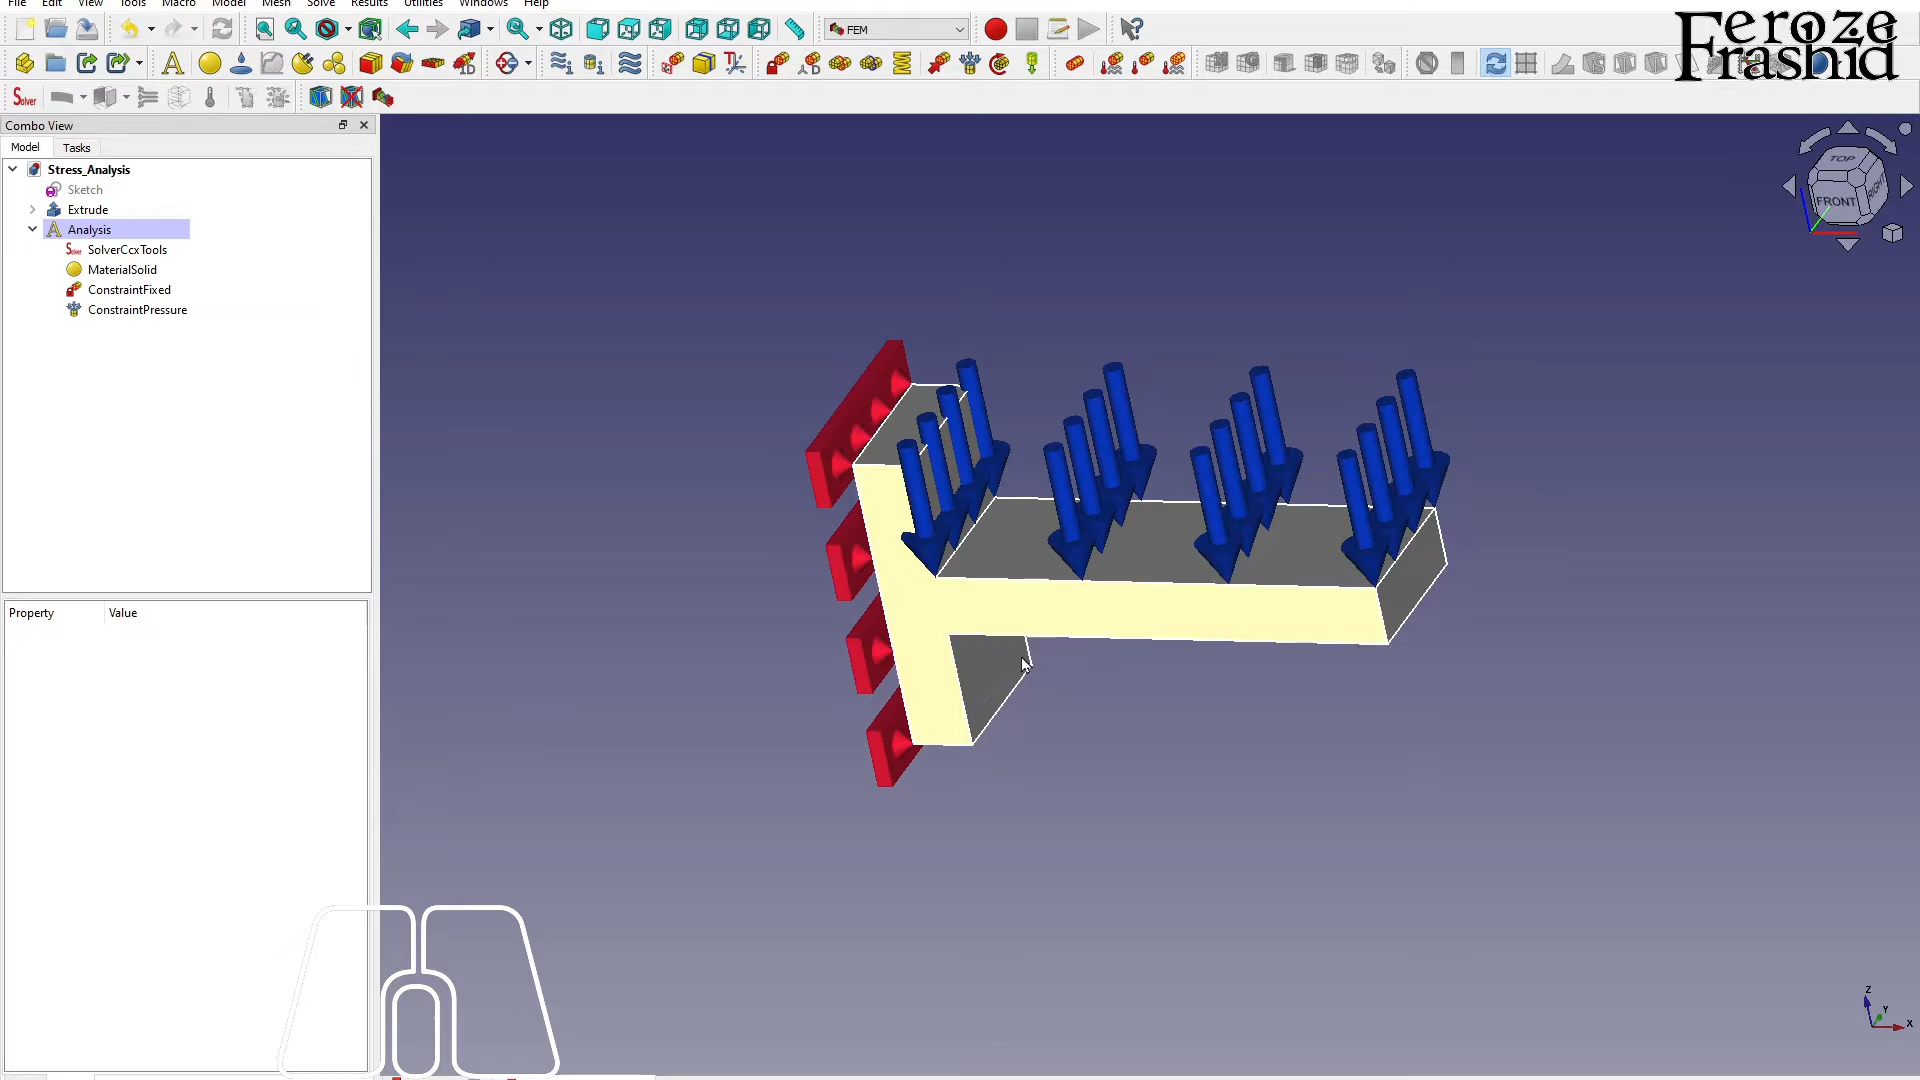 File Edit View Tools Macro Model Mesh Solve Results Utilities Windows Help
Feroze
Frashid
FEM
Solver
Combo View
Model Tasks
Stress_Analysis
Sketch
Extrude
Analysis
SolverCcxTools
MaterialSolid
ConstraintFixed
ConstraintPressure
TOP
FRONT
RIGHT
Property Value
Z
Y
X